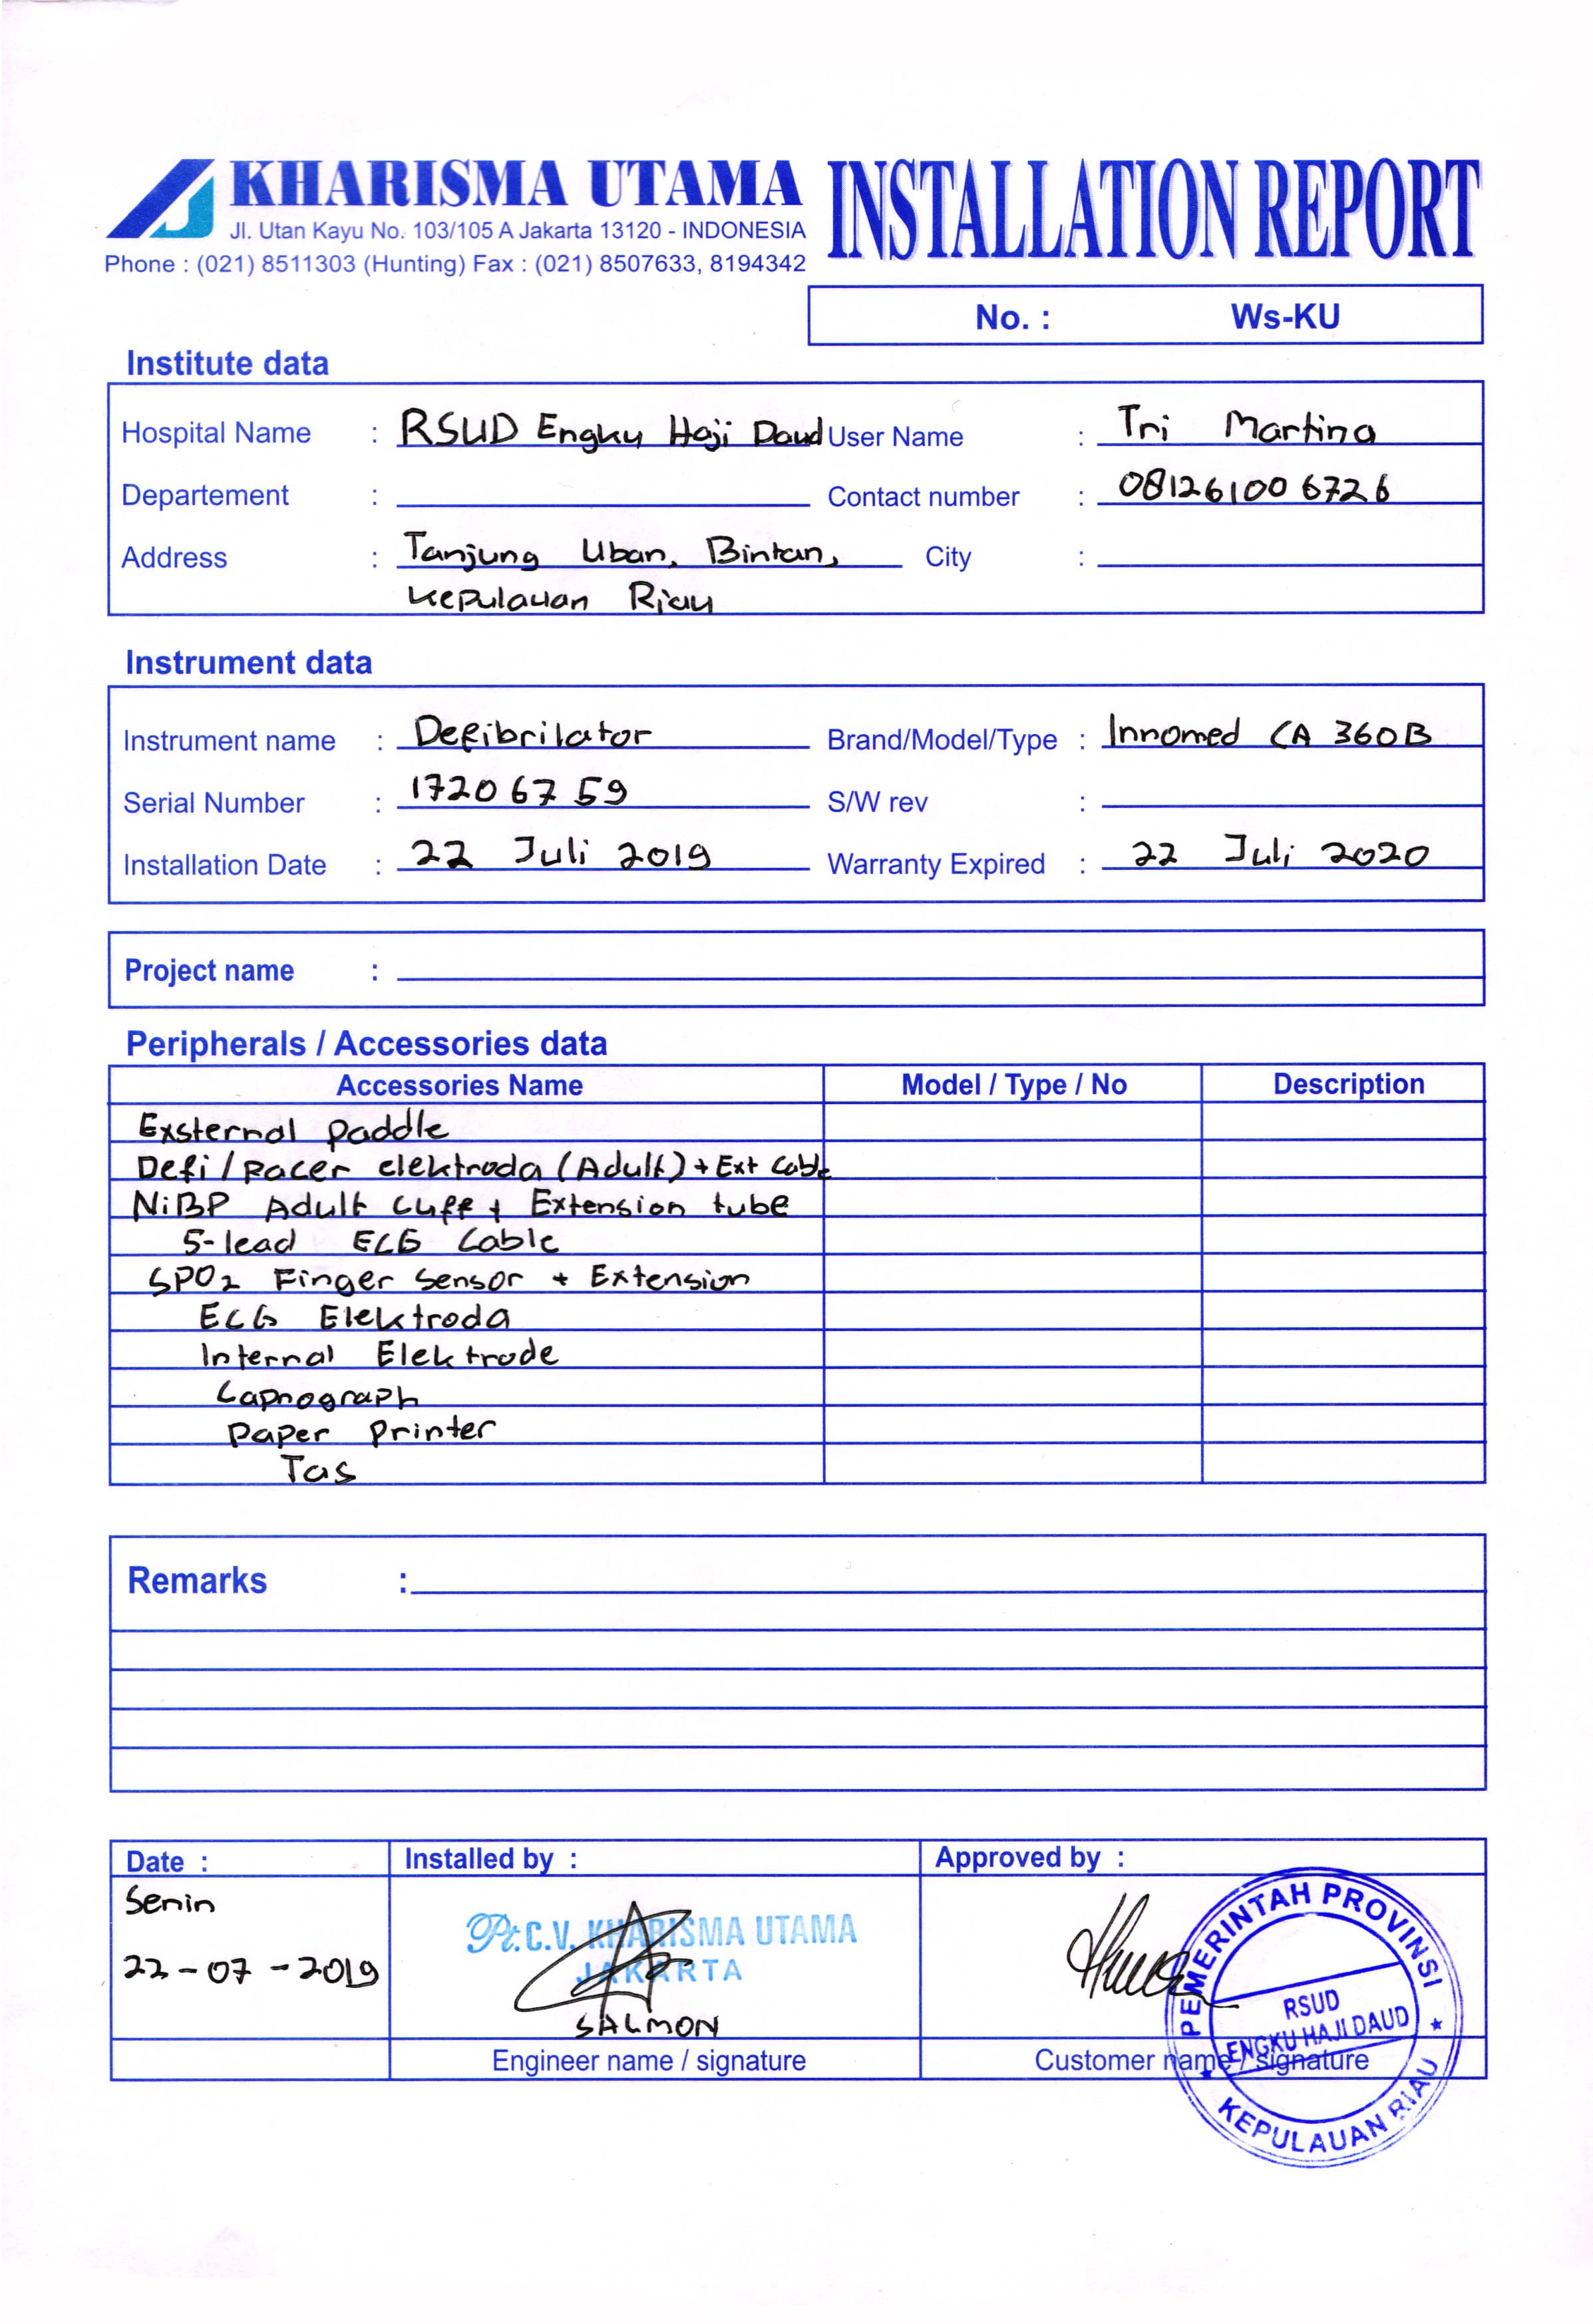 KHARISMA UTAMA
INSTALLATION REPORT
Jl. Utan Kayu No. 103/105 A Jakarta 13120 - INDONESIA
Phone : (021) 8511303 (Hunting) Fax : (021) 8507633, 8194342
No. : Ws-KU
Institute data
Hospital Name : RSUD Engku Haji Daud User Name : Tri Martina
Departement : Contact number : 081261006726
Address : Tanjung Uban, Bintan, City :
Kepulauan Riau
Instrument data
Instrument name : Defibrilator Brand/Model/Type : Innomed CA 360B
Serial Number : 172067 59 S/W rev :
Installation Date : 22 Juli 2019 Warranty Expired : 22 Juli 2020
Project name :
Peripherals / Accessories data
Accessories Name Model / Type / No Description
Exsternal paddle
Defi/pacer elektroda (Adult) + Ext Cable
NiBP Adult Cuff + Extension tube
5-lead ECG Cable
SPO2 Finger Sensor + Extension
ECG Elektroda
Internal Elektrode
Capnograph
Paper Printer
Tas
Remarks :
Date : Installed by : Approved by :
Senin
22-07-2019
Pt. C.V. KHARISMA UTAMA
JAKARTA
SALMON
Engineer name / signature
Customer name / signature
PEMERINTAH PROVINSI
RSUD
ENGKU HAJI DAUD
KEPULAUAN RIAU